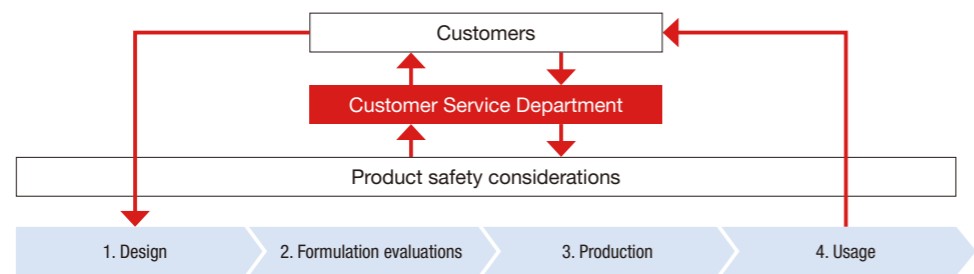 Customers
Customer Service Department
Product safety considerations
1. Design
2. Formulation evaluations
3. Production
4. Usage